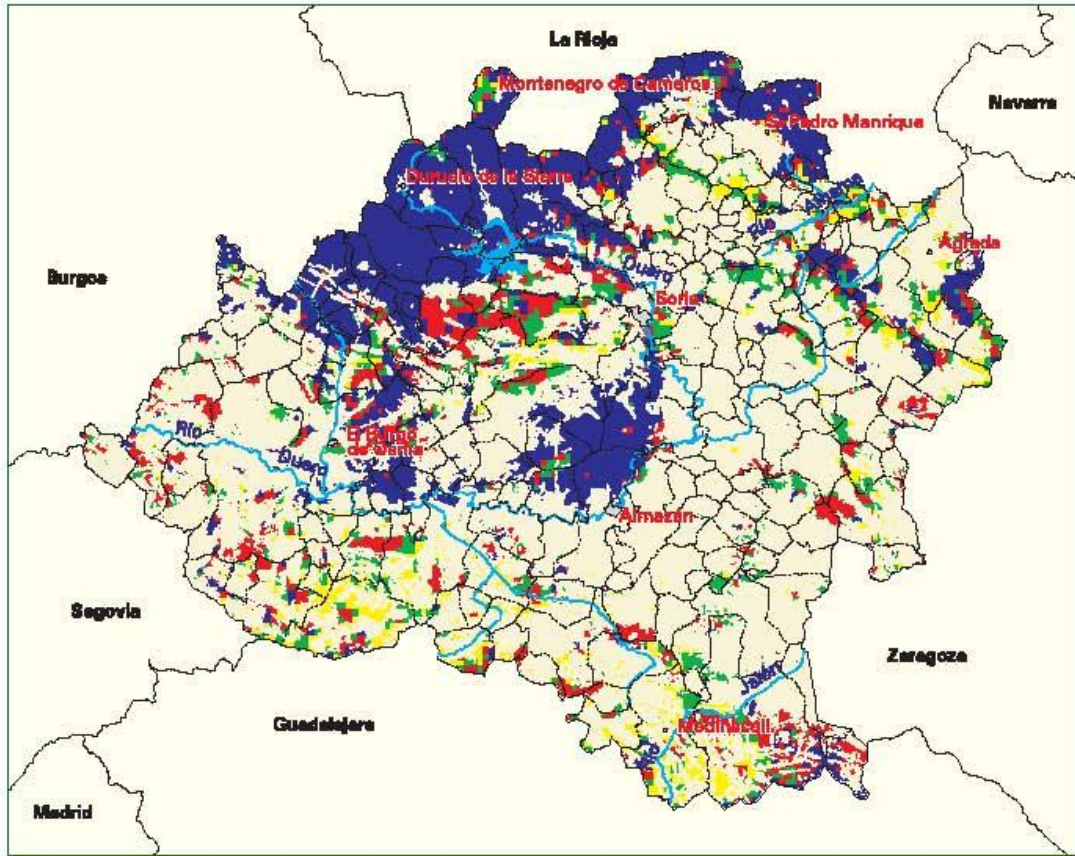 La Rioja
Montenegro de Cameros
Navarra
S. Pedro Manrique
Duruelo de la Sierra
Río
Ágreda
Burgos
Duero
Soria
Río
El Burgo
de Osma
Duero
Almazán
Segovia
Zaragoza
Jalón
Guadalajara
Medinaceli
Río
Madrid